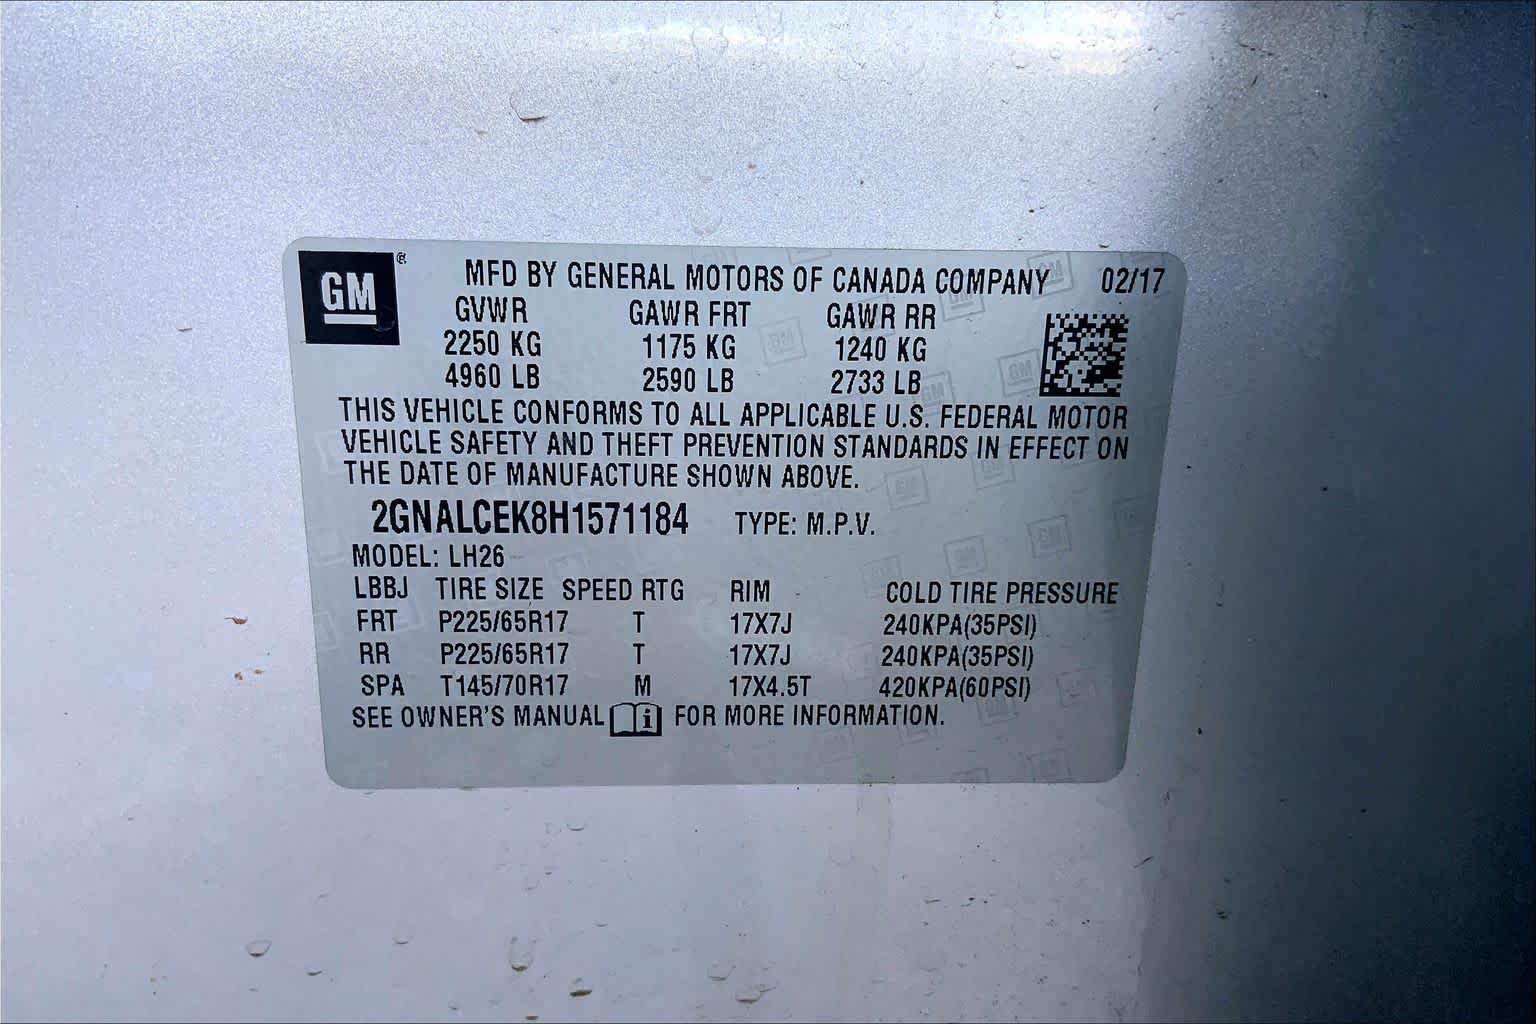 GM ® MFD BY GENERAL MOTORS OF CANADA COMPANY 02/17
GVWR GAWR FRT GAWR RR
2250 KG 1175 KG 1240 KG
4960 LB 2590 LB 2733 LB
THIS VEHICLE CONFORMS TO ALL APPLICABLE U.S. FEDERAL MOTOR
VEHICLE SAFETY AND THEFT PREVENTION STANDARDS IN EFFECT ON
THE DATE OF MANUFACTURE SHOWN ABOVE.
2GNALCEK8H1571184 TYPE: M.P.V.
MODEL: LH26
LBBJ TIRE SIZE SPEED RTG RIM COLD TIRE PRESSURE
FRT P225/65R17 T 17X7J 240KPA(35PSI)
RR P225/65R17 T 17X7J 240KPA(35PSI)
SPA T145/70R17 M 17X4.5T 420KPA(60PSI)
SEE OWNER'S MANUAL i FOR MORE INFORMATION.